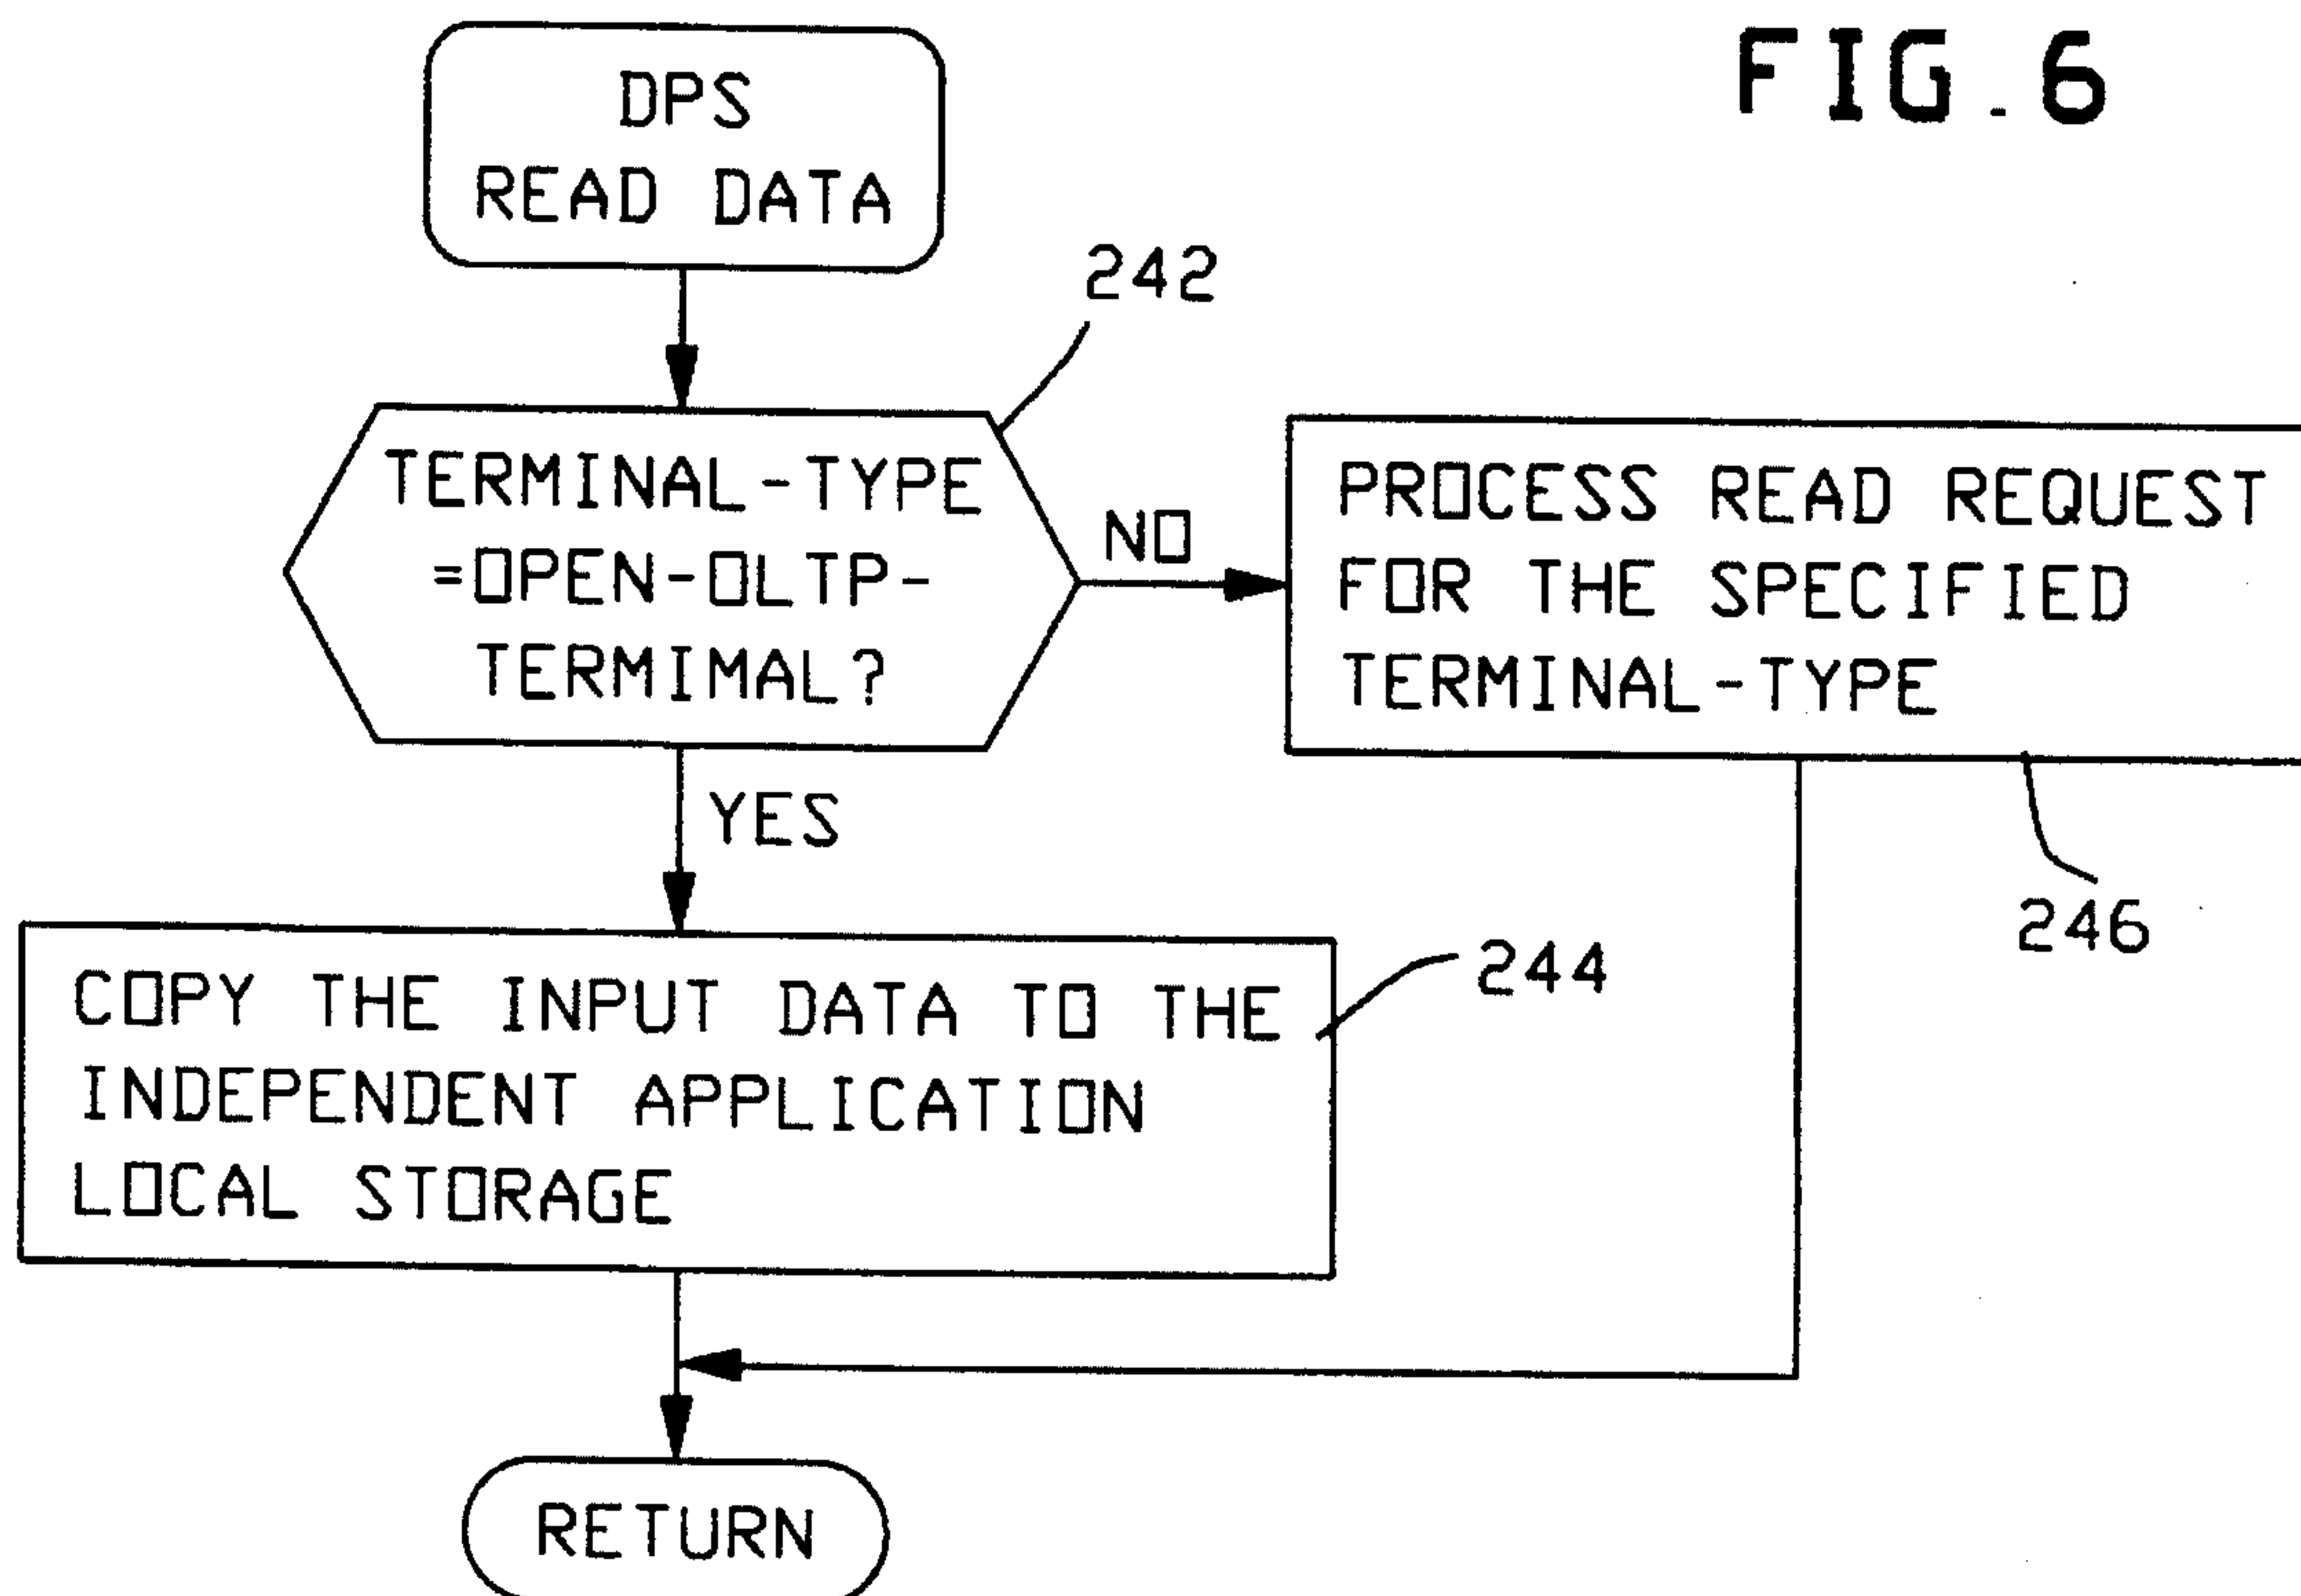 FIG.6
DPS
READ DATA
242
TERMINAL-TYPE
=OPEN-OLTP-
TERMIMAL?
NO
PROCESS READ REQUEST
FOR THE SPECIFIED
TERMINAL-TYPE
246
YES
COPY THE INPUT DATA TO THE
INDEPENDENT APPLICATION
LOCAL STORAGE
244
RETURN